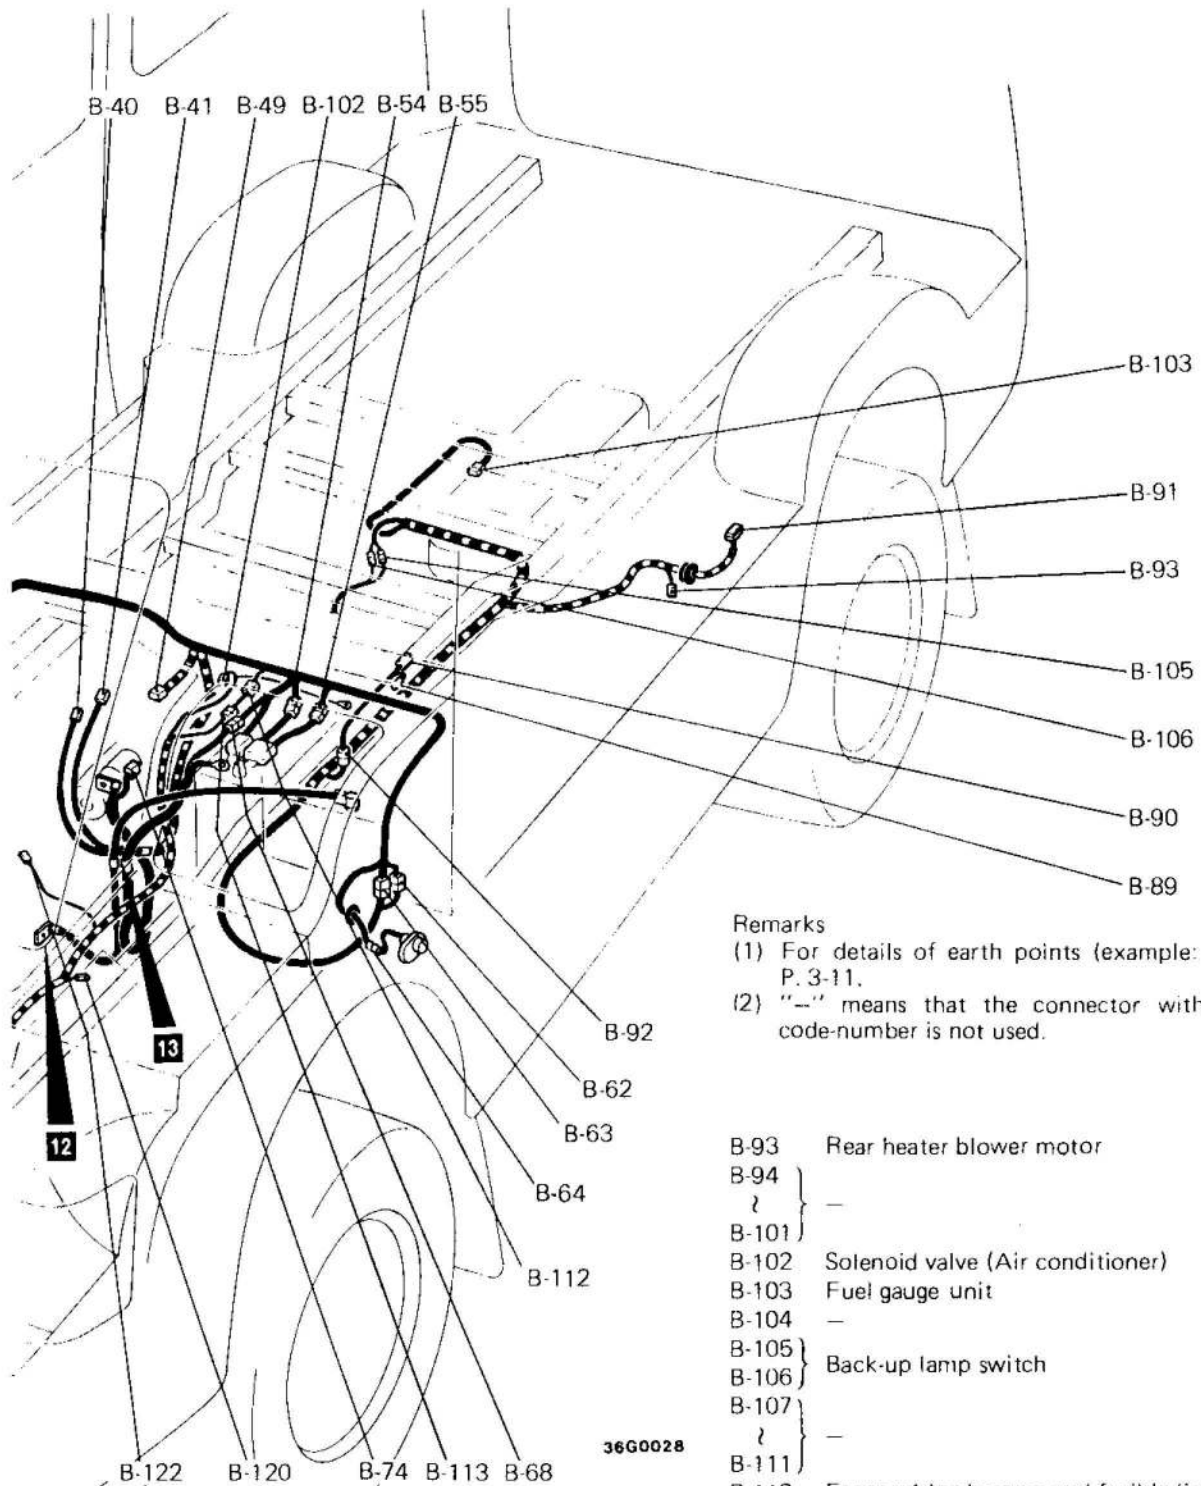 B-40 B-41 B-49 B-102 B-54 B-55
B-103
B-91
B-93
B-105
B-106
B-90
B-89
Remarks
(1) For details of earth points (example:
P. 3-11.
(2) "—" means that the connector with
code-number is not used.
B-92
13
B-62
12
B-63
B-64
B-112
B-93 Rear heater blower motor
B-94
~ } —
B-101
B-102 Solenoid valve (Air conditioner)
B-103 Fuel gauge unit
B-104 —
B-105
B-106 } Back-up lamp switch
B-107
~ } —
B-111
36G0028
B-122 B-120 B-74 B-113 B-68